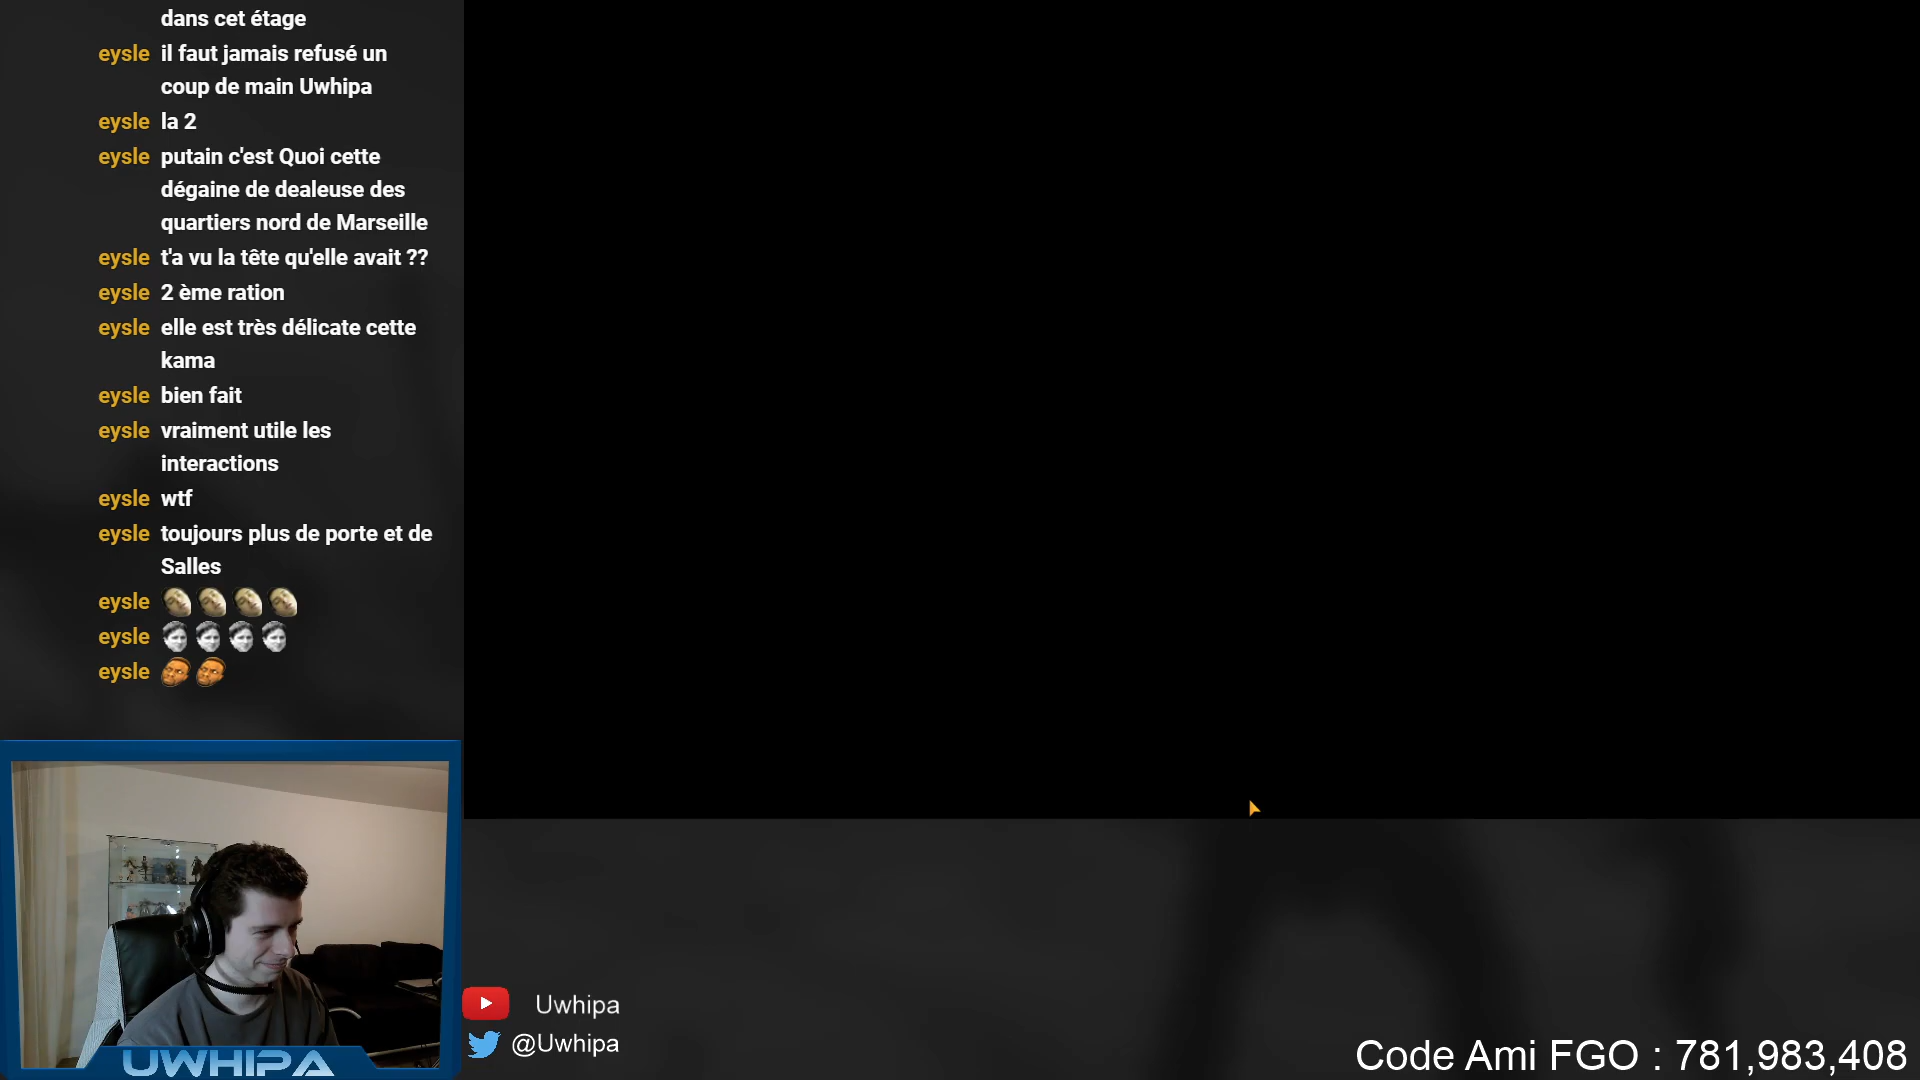 dans cet étage
eysle il faut jamais refusé un
coup de main Uwhipa
eysle la 2
eysle putain c'est Quoi cette
dégaine de dealeuse des
quartiers nord de Marseille
eysle t'a vu la tête qu'elle avait ??
eysle 2 ème ration
eysle elle est très délicate cette
kama
eysle bien fait
eysle vraiment utile les
interactions
eysle wtf
eysle toujours plus de porte et de
Salles
eysle
eysle
eysle
UWHIPA
Uwhipa
@Uwhipa
Code Ami FGO : 781,983,408